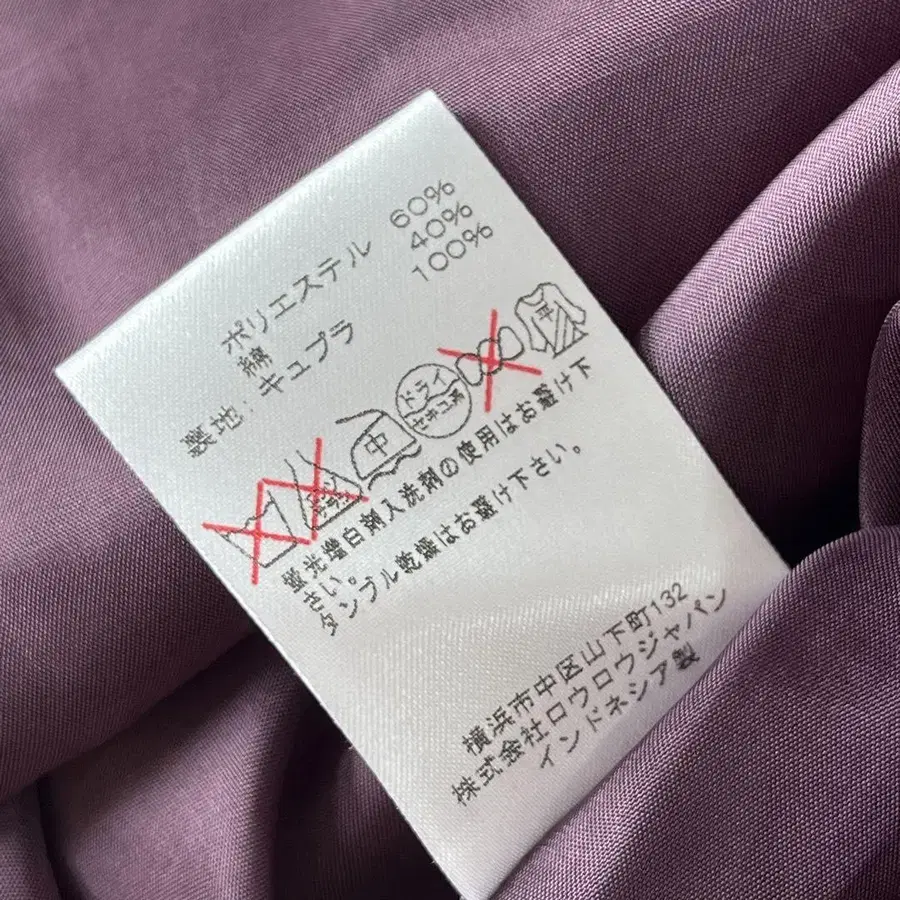 ポリエステル 60%
綿 40%
裏地: キュプラ 100%
中
ドライ
セキユ系
平
蛍光増白剤入洗剤の使用はお避け下
さい。
タンブル乾燥はお避け下さい。
横浜市中区山下町132
株式会社ロウロウジャパン
インドネシア製